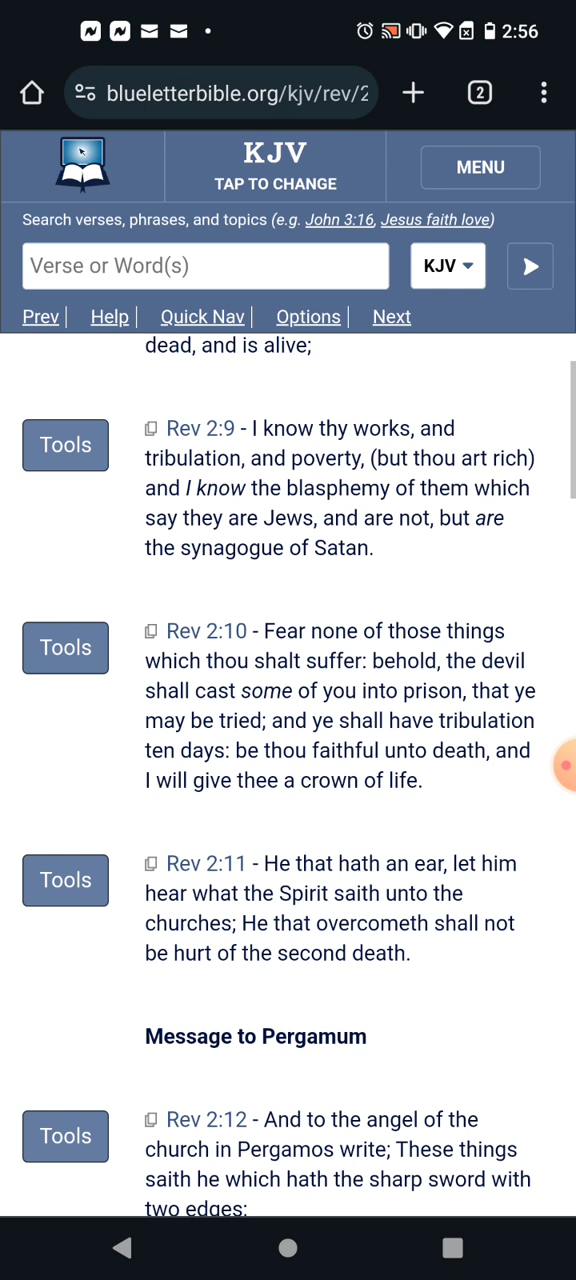 2:56
blueletterbible.org/kjv/rev/2
2
KJV
TAP TO CHANGE
MENU
Search verses, phrases, and topics (e.g. John 3:16, Jesus faith love)
Verse or Word(s)
KJV
Prev | Help | Quick Nav | Options | Next
dead, and is alive;
Tools
Rev 2:9 - I know thy works, and
tribulation, and poverty, (but thou art rich)
and I know the blasphemy of them which
say they are Jews, and are not, but are
the synagogue of Satan.
Tools
Rev 2:10 - Fear none of those things
which thou shalt suffer: behold, the devil
shall cast some of you into prison, that ye
may be tried; and ye shall have tribulation
ten days: be thou faithful unto death, and
I will give thee a crown of life.
Tools
Rev 2:11 - He that hath an ear, let him
hear what the Spirit saith unto the
churches; He that overcometh shall not
be hurt of the second death.
Message to Pergamum
Tools
Rev 2:12 - And to the angel of the
church in Pergamos write; These things
saith he which hath the sharp sword with
two edges;